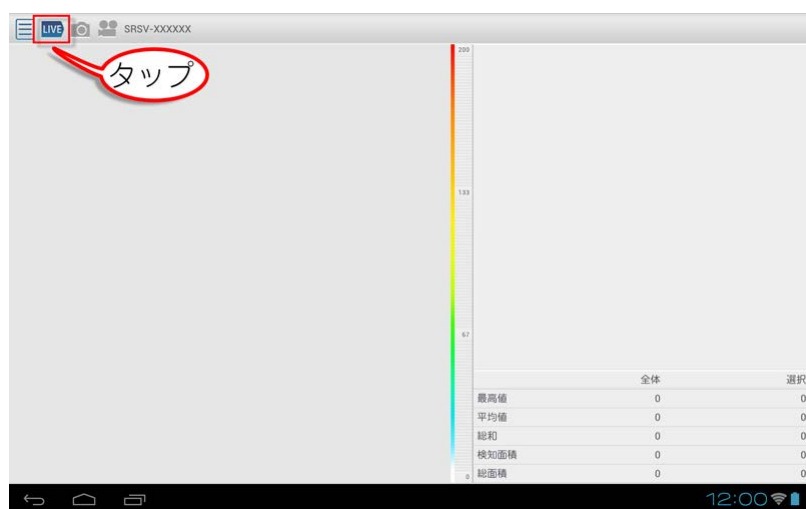 LIVE SRSV-XXXXXX
タップ
200
133
67
0
全体 選択
最高値 0 0
平均値 0 0
総和 0 0
検知面積 0 0
総面積 0 0
12:00